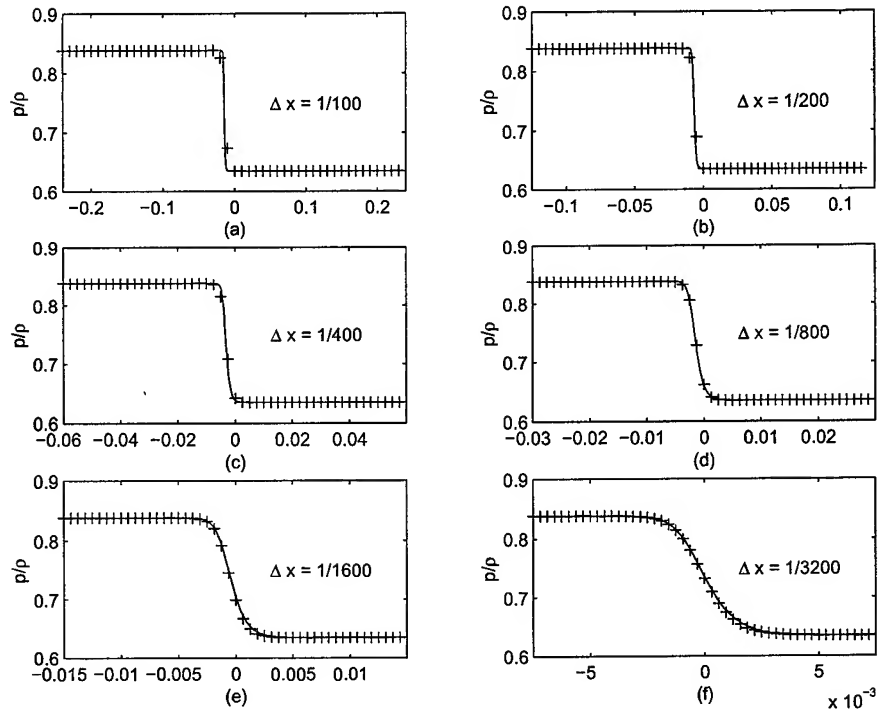 0.9
0.8
0.7
0.6
p/ρ
Δ x = 1/100
−0.2 −0.1 0 0.1 0.2
(a)
0.9
0.8
0.7
0.6
p/ρ
Δ x = 1/200
−0.1 −0.05 0 0.05 0.1
(b)
0.9
0.8
0.7
0.6
p/ρ
Δ x = 1/400
−0.06 −0.04 −0.02 0 0.02 0.04
(c)
0.9
0.8
0.7
0.6
p/ρ
Δ x = 1/800
−0.03 −0.02 −0.01 0 0.01 0.02
(d)
0.9
0.8
0.7
0.6
p/ρ
Δ x = 1/1600
−0.015 −0.01 −0.005 0 0.005 0.01
(e)
0.9
0.8
0.7
0.6
p/ρ
Δ x = 1/3200
−5 0 5
(f)
x 10⁻³